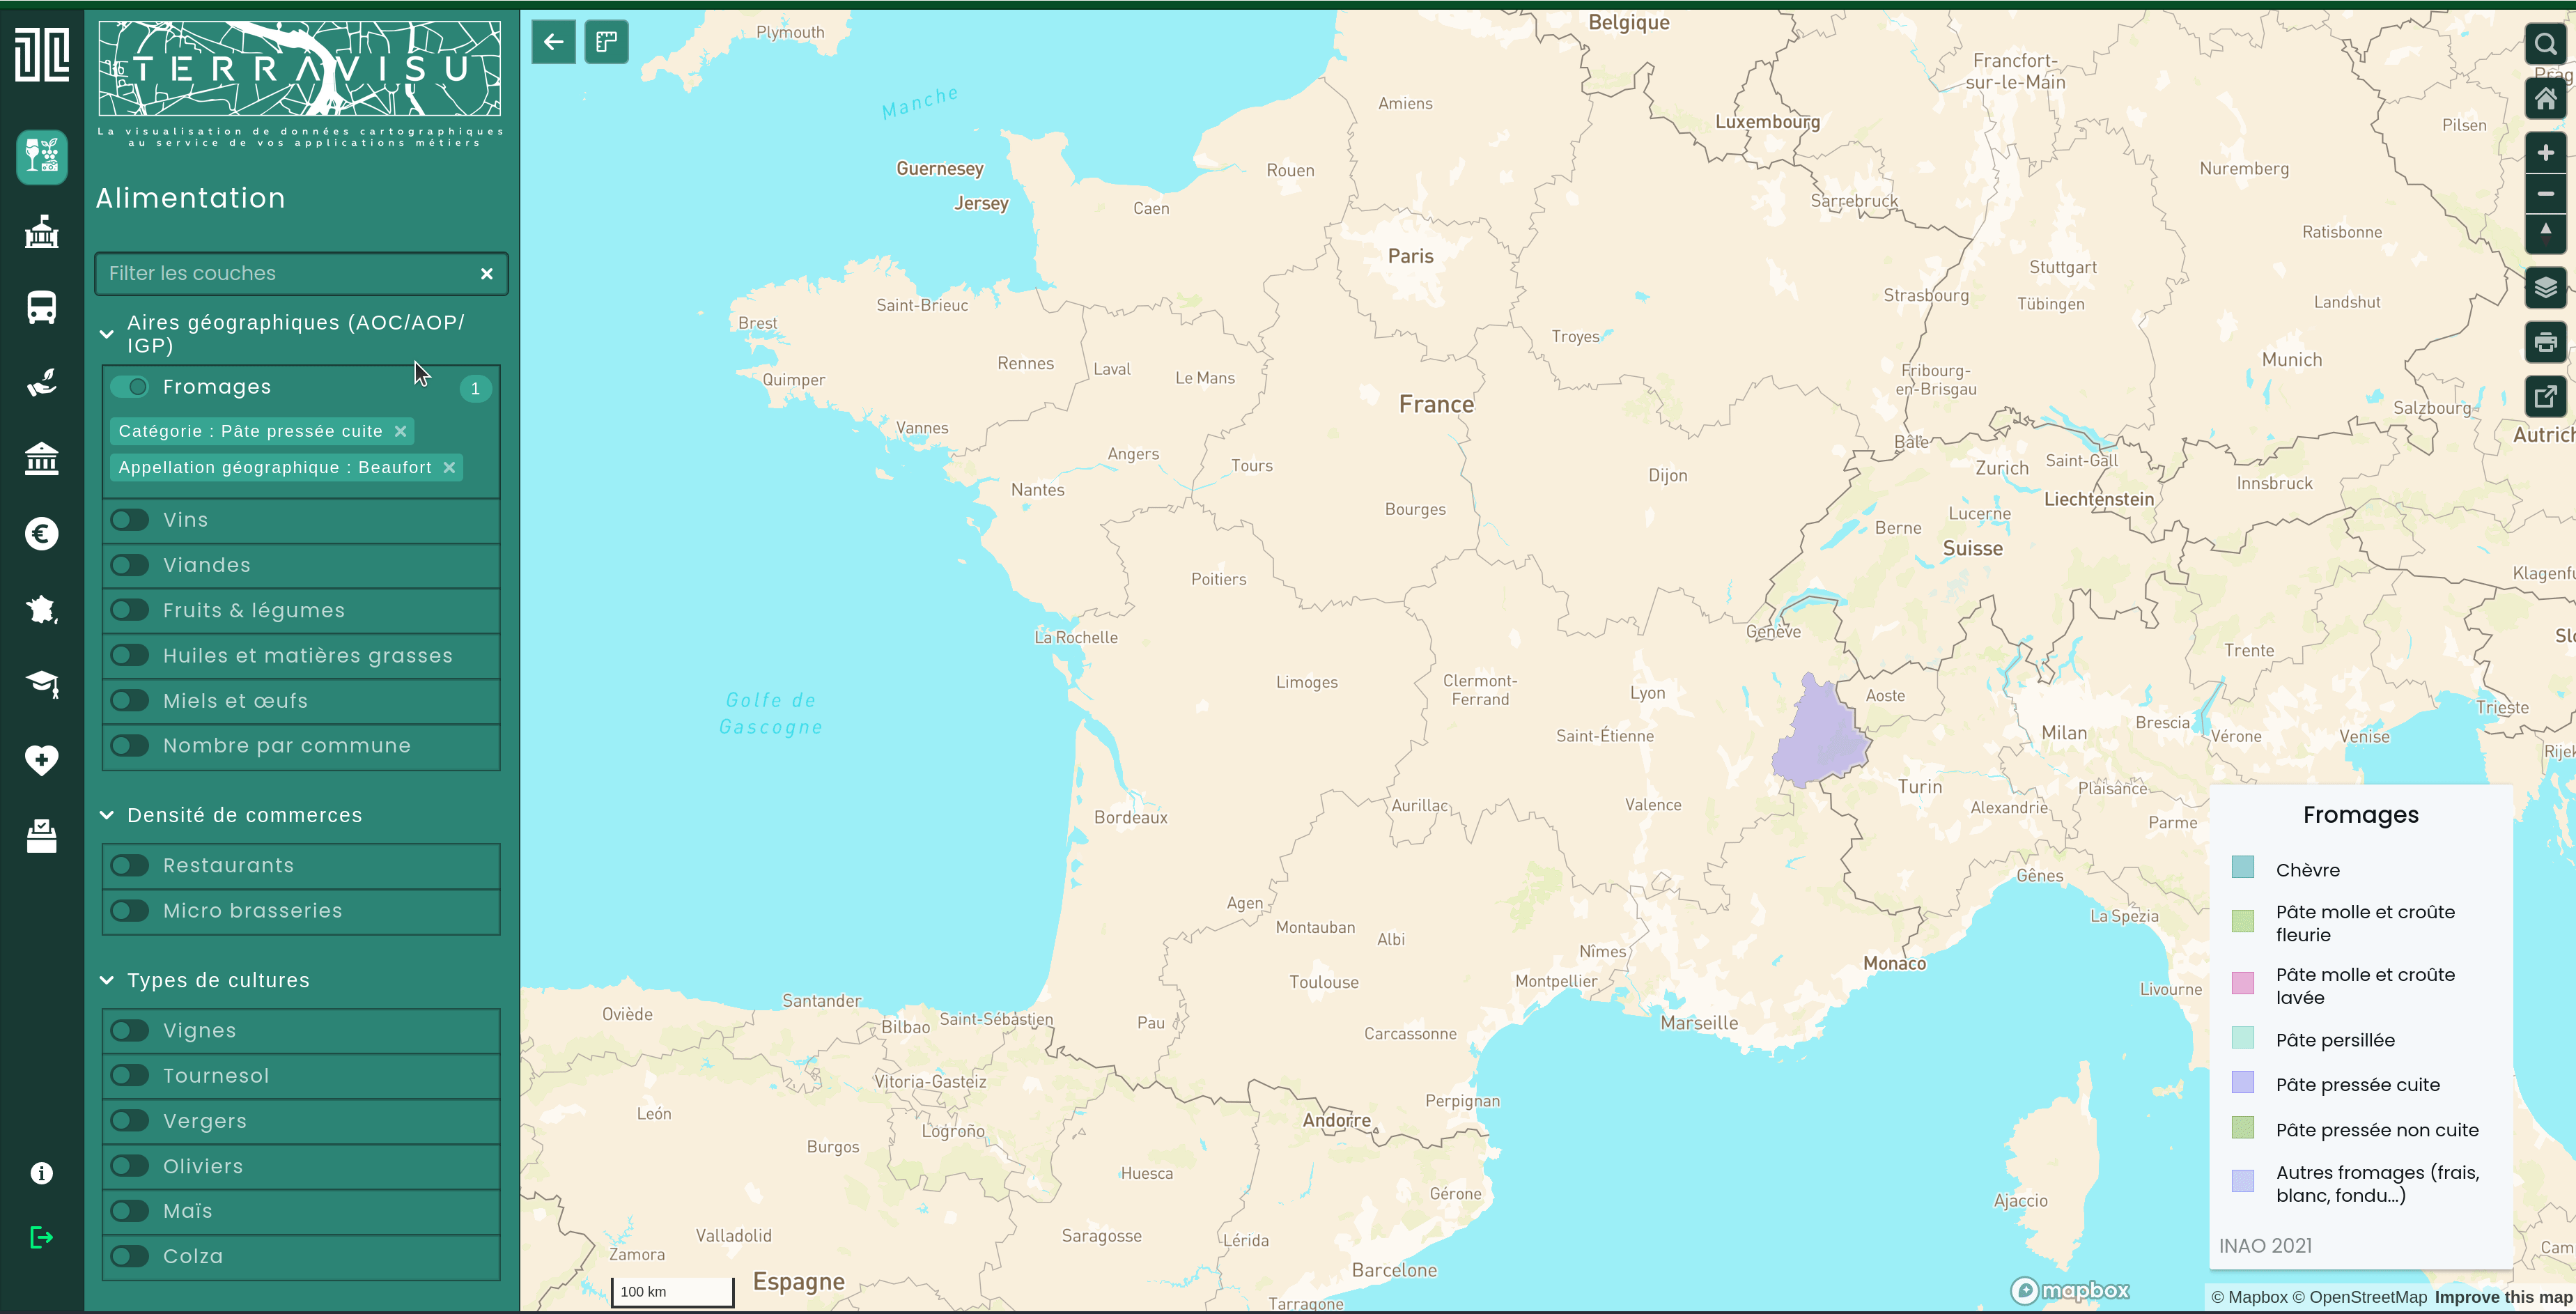 TERRAVISU
La visualisation de données cartographiques
au service de vos applications métiers
Alimentation
Filter les couches
Aires géographiques (AOC/AOP/
IGP)
Fromages
1
Catégorie : Pâte pressée cuite
Appellation géographique : Beaufort
Vins
Viandes
Fruits & légumes
Huiles et matières grasses
Miels et œufs
Nombre par commune
Densité de commerces
Restaurants
Micro brasseries
Types de cultures
Vignes
Tournesol
Vergers
Oliviers
Maïs
Colza
Plymouth
Belgique
Francfort-
sur-le-Main
Prag
Manche
Amiens
Luxembourg
Pilsen
Guernesey
Rouen
Nuremberg
Jersey
Caen
Sarrebruck
Paris
Ratisbonne
Stuttgart
Saint-Brieuc
Strasbourg
Tübingen
Landshut
Brest
Troyes
Rennes
Laval
Le Mans
Munich
Quimper
Fribourg-
en-Brisgau
France
Salzbourg
Vannes
Bâle
Autrich
Angers
Tours
Dijon
Zurich
Saint-Gall
Nantes
Liechtenstein
Innsbruck
Bourges
Lucerne
Berne
Suisse
Poitiers
Klagenfu
La Rochelle
Genève
Slo
Trente
Limoges
Clermont-
Ferrand
Lyon
Aoste
Golfe de
Gascogne
Trieste
Saint-Étienne
Milan
Brescia
Vérone
Venise
Rijek
Turin
Plaisance
Bordeaux
Aurillac
Valence
Alexandrie
Parme
Gênes
Agen
Montauban
Albi
La Spezia
Nîmes
Monaco
Toulouse
Montpellier
Livourne
Santander
Oviède
Bilbao
Saint-Sébastien
Pau
Carcassonne
Marseille
Vitoria-Gasteiz
León
Perpignan
Andorre
Logroño
Burgos
Huesca
Gérone
Ajaccio
Valladolid
Saragosse
Lérida
Zamora
Barcelone
Espagne
Tarragone
Cam
100 km
Fromages
Chèvre
Pâte molle et croûte
fleurie
Pâte molle et croûte
lavée
Pâte persillée
Pâte pressée cuite
Pâte pressée non cuite
Autres fromages (frais,
blanc, fondu...)
INAO 2021
mapbox
© Mapbox © OpenStreetMap Improve this map